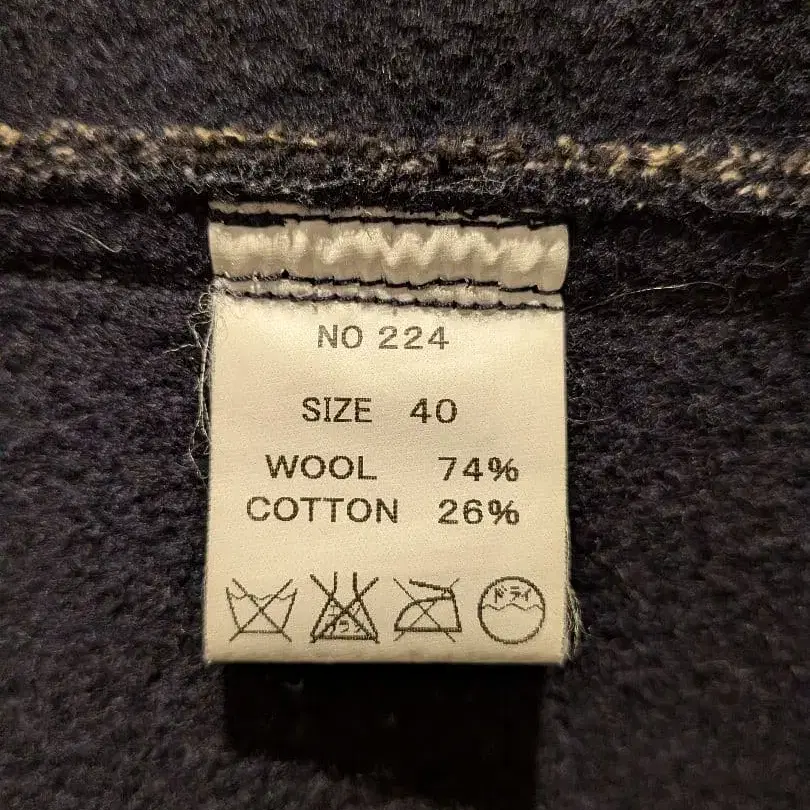 NO 224
SIZE 40
WOOL 74%
COTTON 26%
ドライ